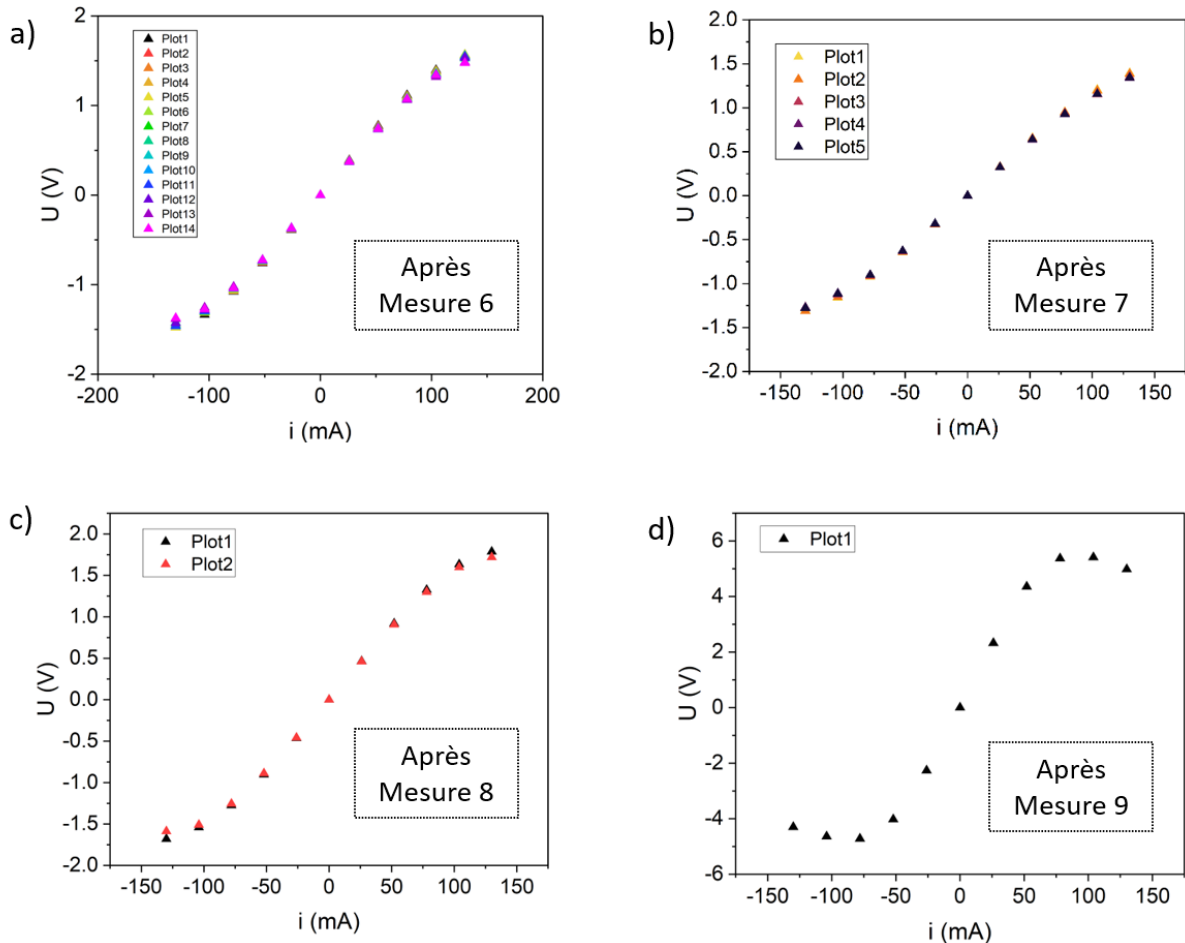 a)
2
1
0
-1
-2
U (V)
Plot1
Plot2
Plot3
Plot4
Plot5
Plot6
Plot7
Plot8
Plot9
Plot10
Plot11
Plot12
Plot13
Plot14
Après
Mesure 6
-200
-100
0
100
200
i (mA)
b)
2.0
1.5
1.0
0.5
0.0
-0.5
-1.0
-1.5
-2.0
U (V)
Plot1
Plot2
Plot3
Plot4
Plot5
Après
Mesure 7
-150
-100
-50
0
50
100
150
i (mA)
c)
2.0
1.5
1.0
0.5
0.0
-0.5
-1.0
-1.5
-2.0
U (V)
Plot1
Plot2
Après
Mesure 8
-150
-100
-50
0
50
100
150
i (mA)
d)
6
4
2
0
-2
-4
-6
U (V)
Plot1
Après
Mesure 9
-150
-100
-50
0
50
100
150
i (mA)